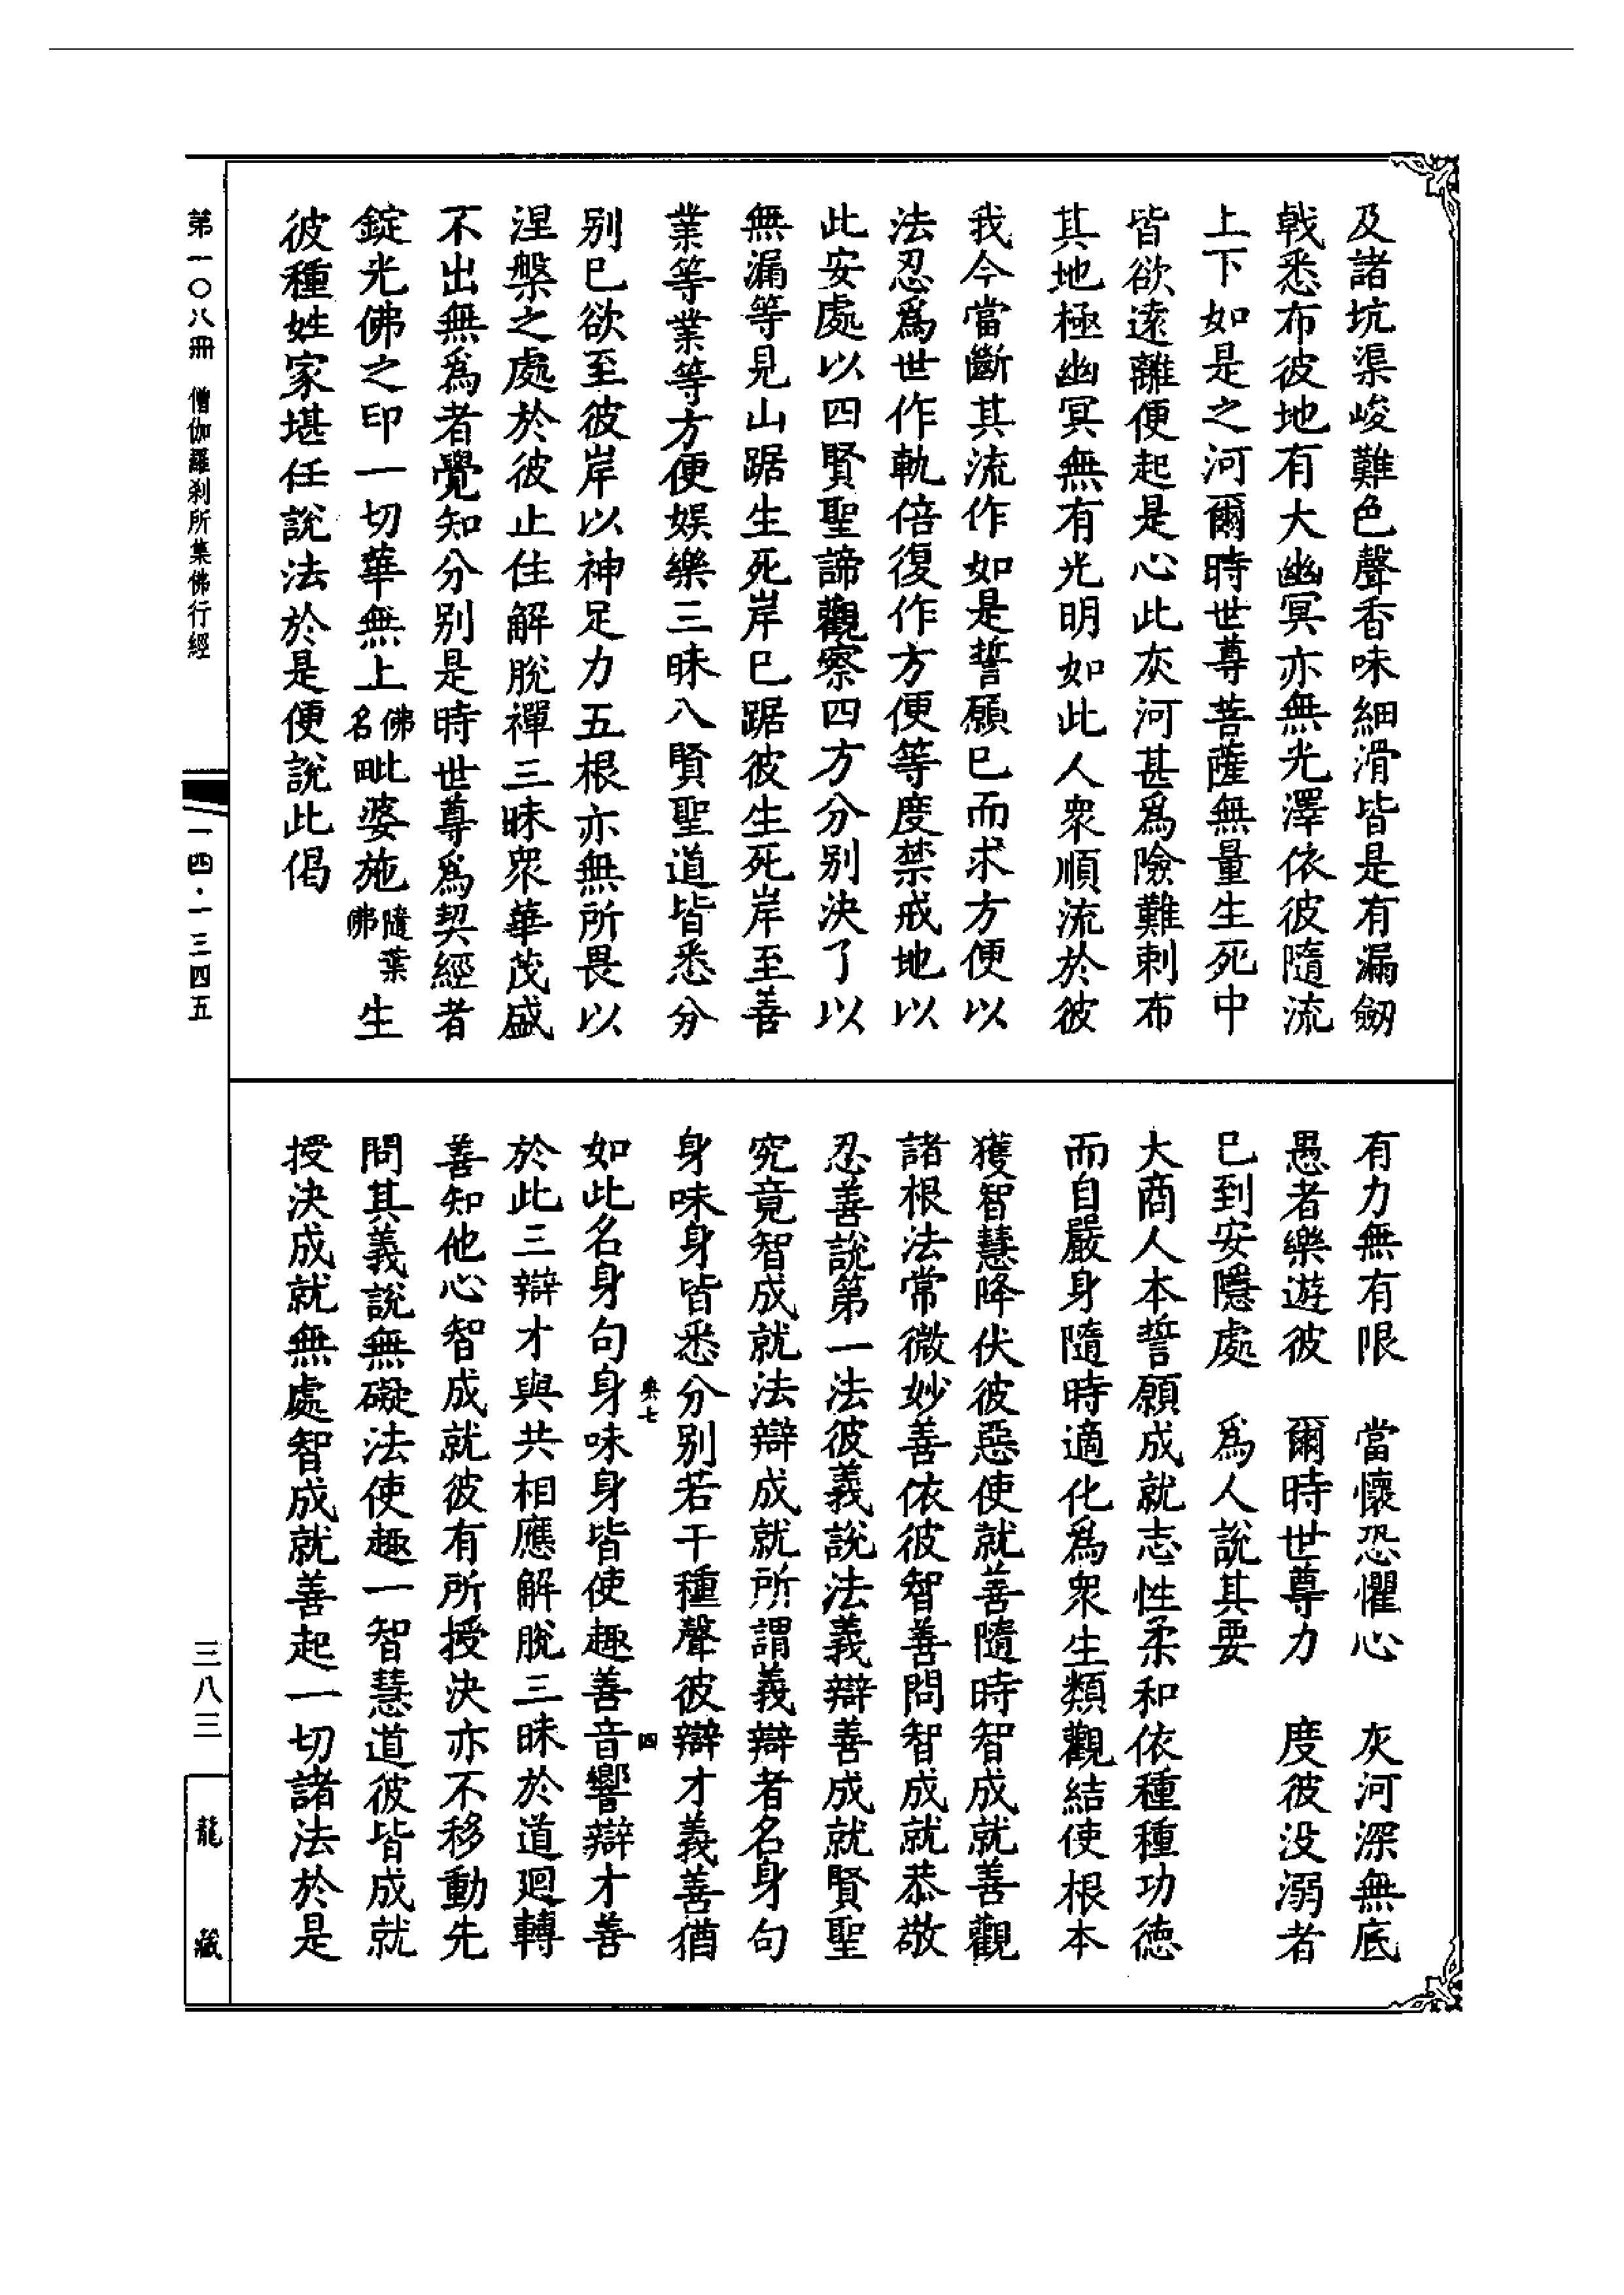 及諸坑渠峻難色聲香味細滑皆是有漏劒
戟悉布彼地有大幽冥亦無光澤依彼隨流
上下如是之河爾時世尊菩薩無量生死中
皆欲遠離便起是心此灰河甚爲險難剌布
其地極幽冥無有光明如此人衆順流於彼
我今當斷其流作如是誓願已而求方便以
法忍爲世作軌倍復作方便等度禁戒地以
此安處以四賢聖諦觀察四方分別決了以
無漏等見山踞生死岸已踞彼生死岸至善
業等業等方便娛樂三昧八賢聖道皆悉分
別已欲至彼岸以神足力五根亦無所畏以
涅槃之處於彼止住解脫禪三昧衆華茂盛
不出無爲者覺知分別是時世尊爲契經者
錠光佛之印一切華無上佛名毗婆施隨葉佛生
彼種姓家堪任說法於是便說此偈
有力無有限　當懷恐懼心　灰河深無底
愚者樂遊彼　爾時世尊力　度彼没溺者
已到安隱處　爲人說其要
大商人本誓願成就志性柔和依種種功德
而自嚴身隨時適化爲衆生類觀結使根本
獲智慧降伏彼惡使就善隨時智成就善觀
諸根法常微妙善依彼智善問智成就恭敬
忍善說第一法彼義說法義辯善成就賢聖
究竟智成就法辯成就所謂義辯者名身句
身味身皆悉分別若干種聲彼辯才義善猶
如此名身句身味身皆使趣善音響辯才善
於此三辯才與共相應解脫三昧於道迴轉
善知他心智成就彼有所授決亦不移動先
問其義說無礙法使趣一智慧道彼皆成就
授決成就無處智成就善起一切諸法於是
第一〇八冊　僧伽羅剎所集佛行經
一四·一三四五
三八三
龍藏